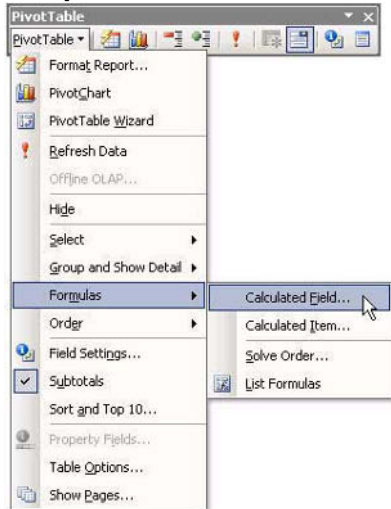 PivotTable
PivotTable
Format Report...
PivotChart
PivotTable Wizard
Refresh Data
Offline OLAP...
Hide
Select
Group and Show Detail
Formulas
Calculated Field...
Calculated Item...
Solve Order...
List Formulas
Order
Field Settings...
Subtotals
Sort and Top 10...
Property Fields...
Table Options...
Show Pages...